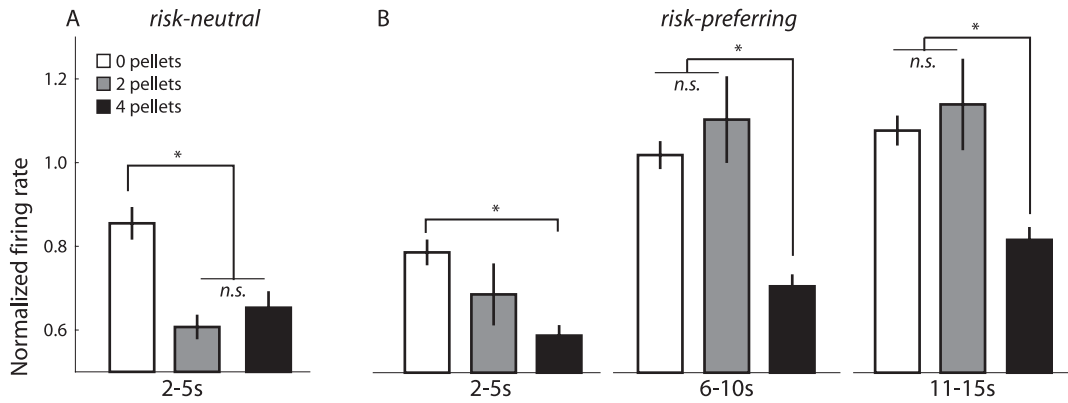 A
risk-neutral
B
risk-preferring
0 pellets
2 pellets
4 pellets
Normalized firing rate
1.2
1.0
0.8
0.6
*
n.s.
*
n.s.
*
n.s.
*
2-5s
2-5s
6-10s
11-15s